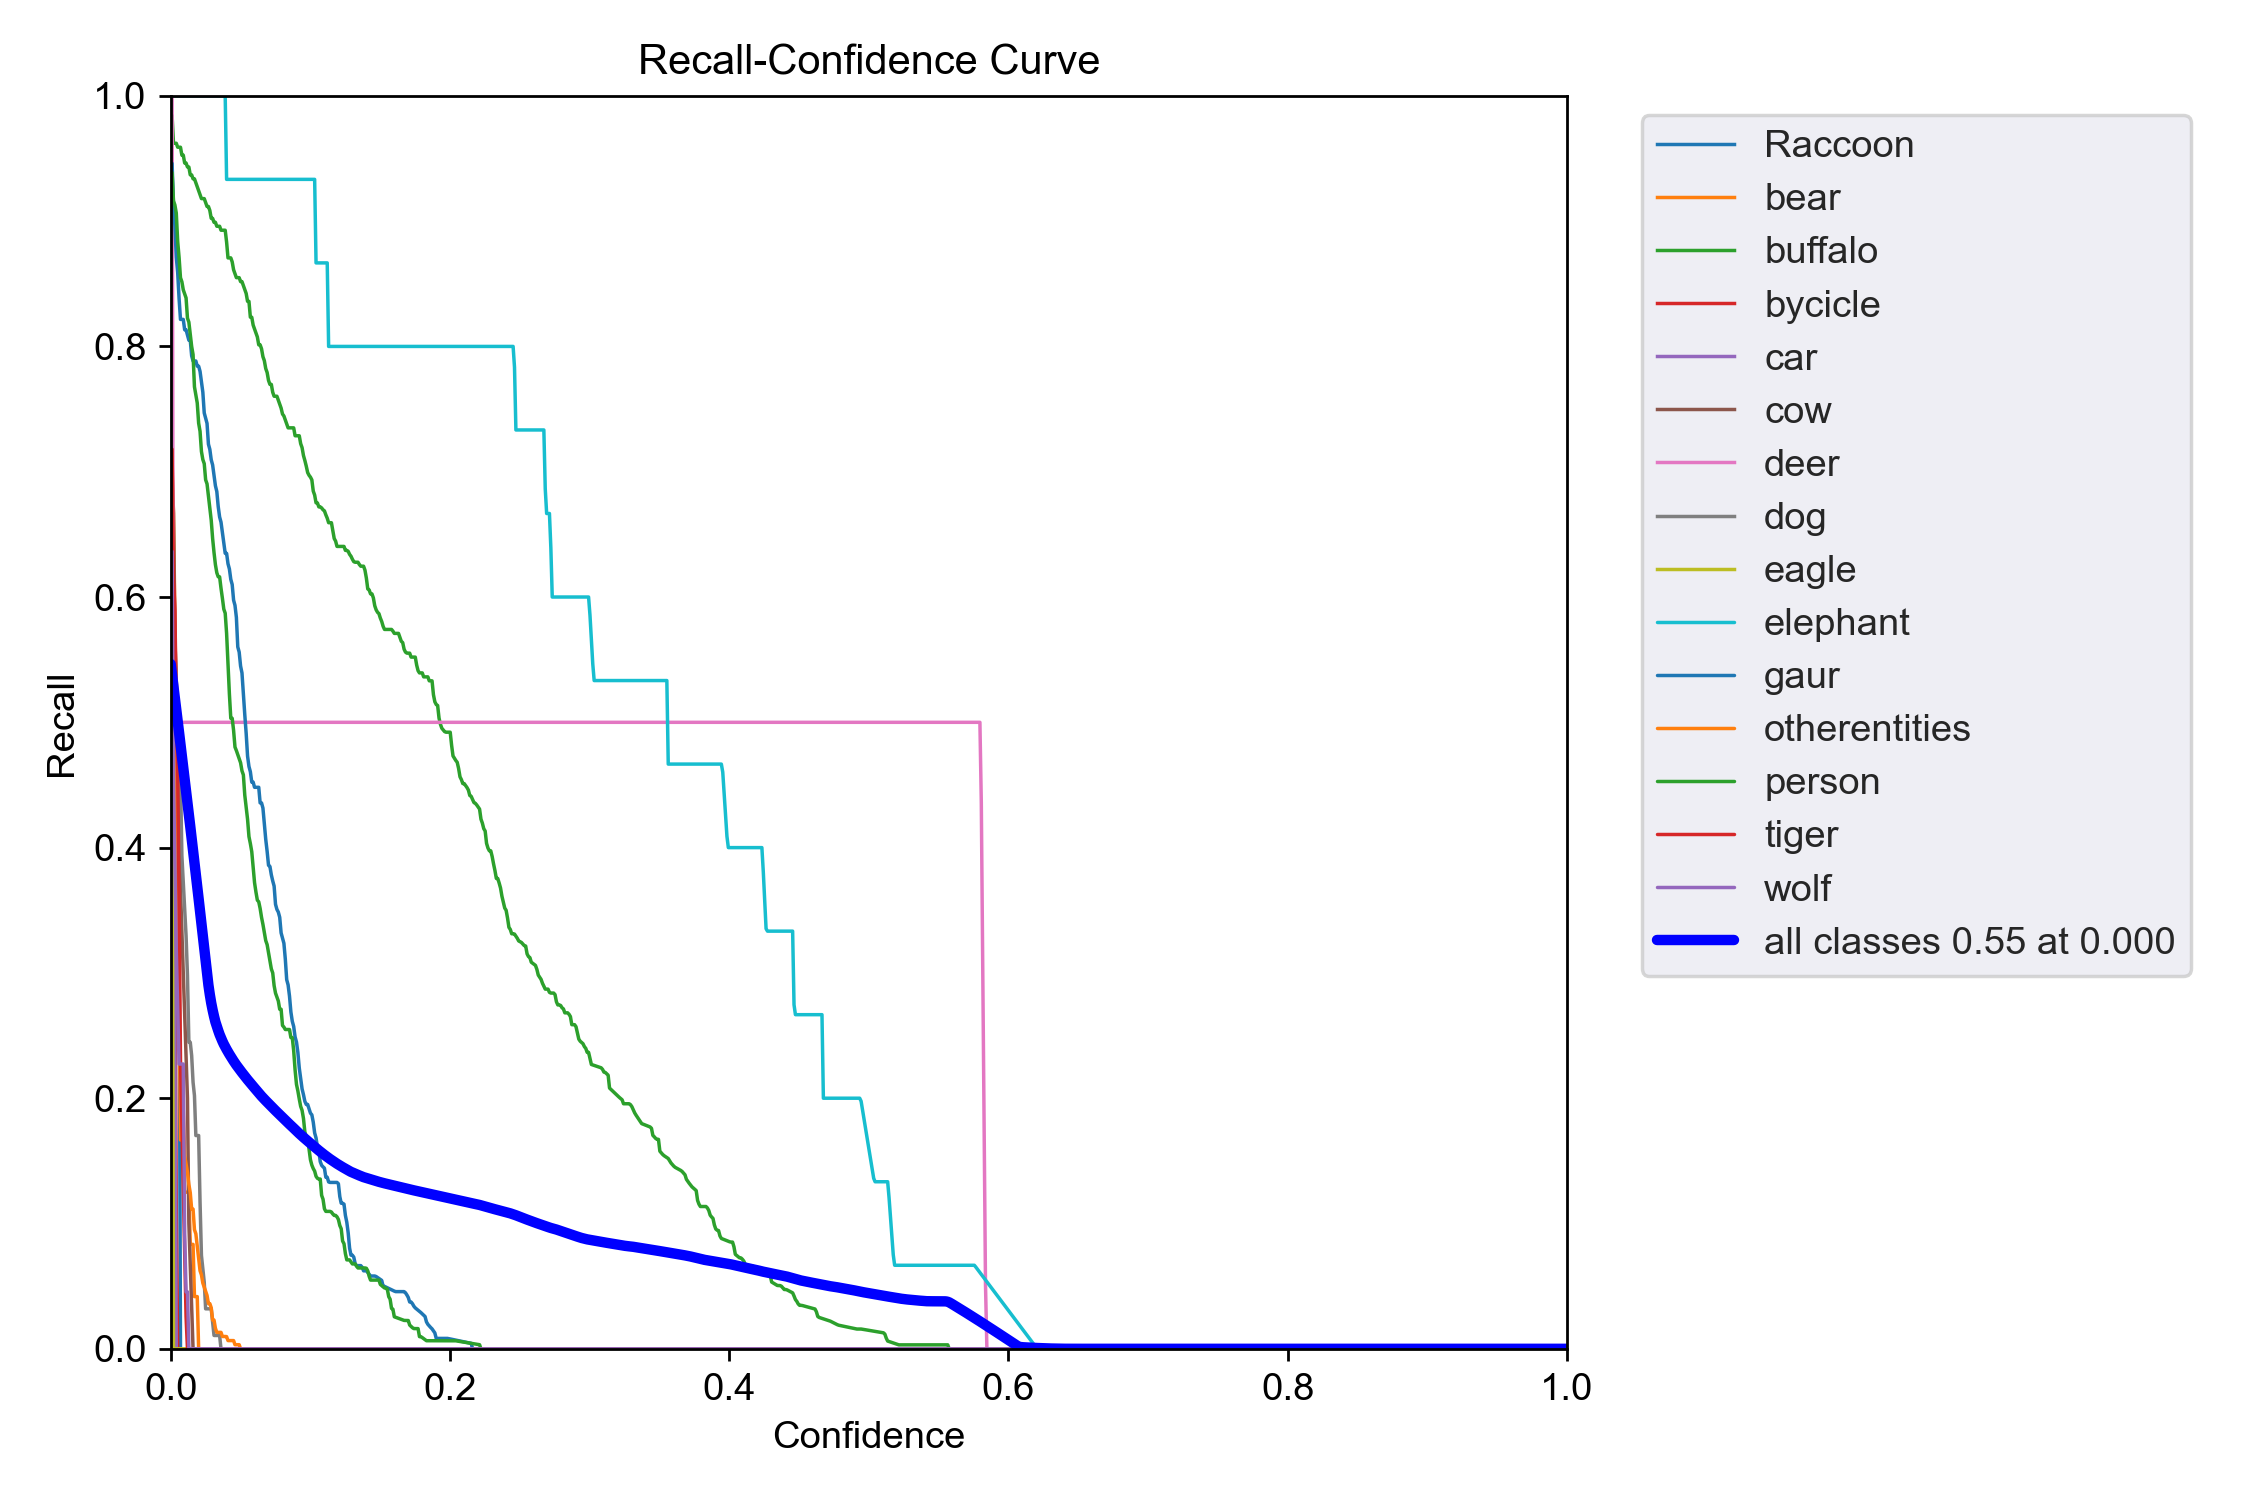 Recall-Confidence Curve
1.0
0.8
0.6
0.4
0.2
0.0
Recall
0.0 0.2 0.4 0.6 0.8 1.0
Confidence
Raccoon
bear
buffalo
bycicle
car
cow
deer
dog
eagle
elephant
gaur
otherentities
person
tiger
wolf
all classes 0.55 at 0.000